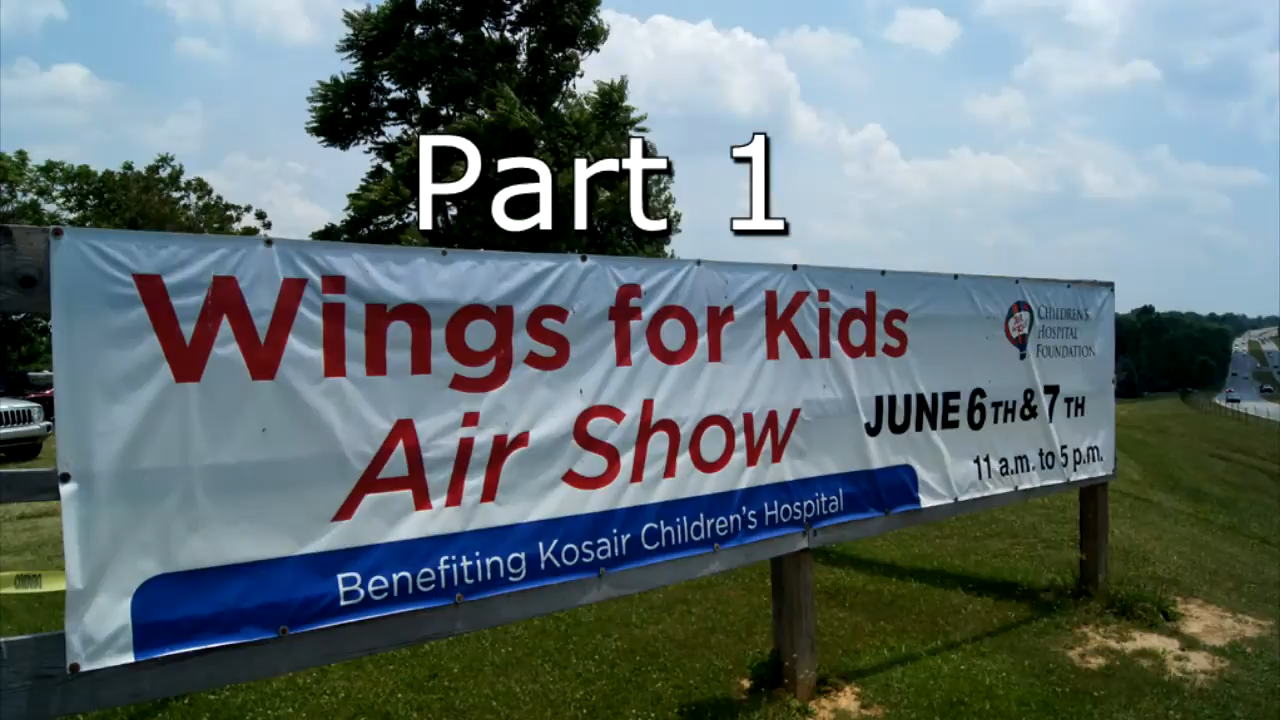 Part 1
Wings for Kids
Air Show
Benefiting Kosair Children's Hospital
CHILDREN'S
HOSPITAL
FOUNDATION
JUNE 6TH & 7TH
11 a.m. to 5 p.m.